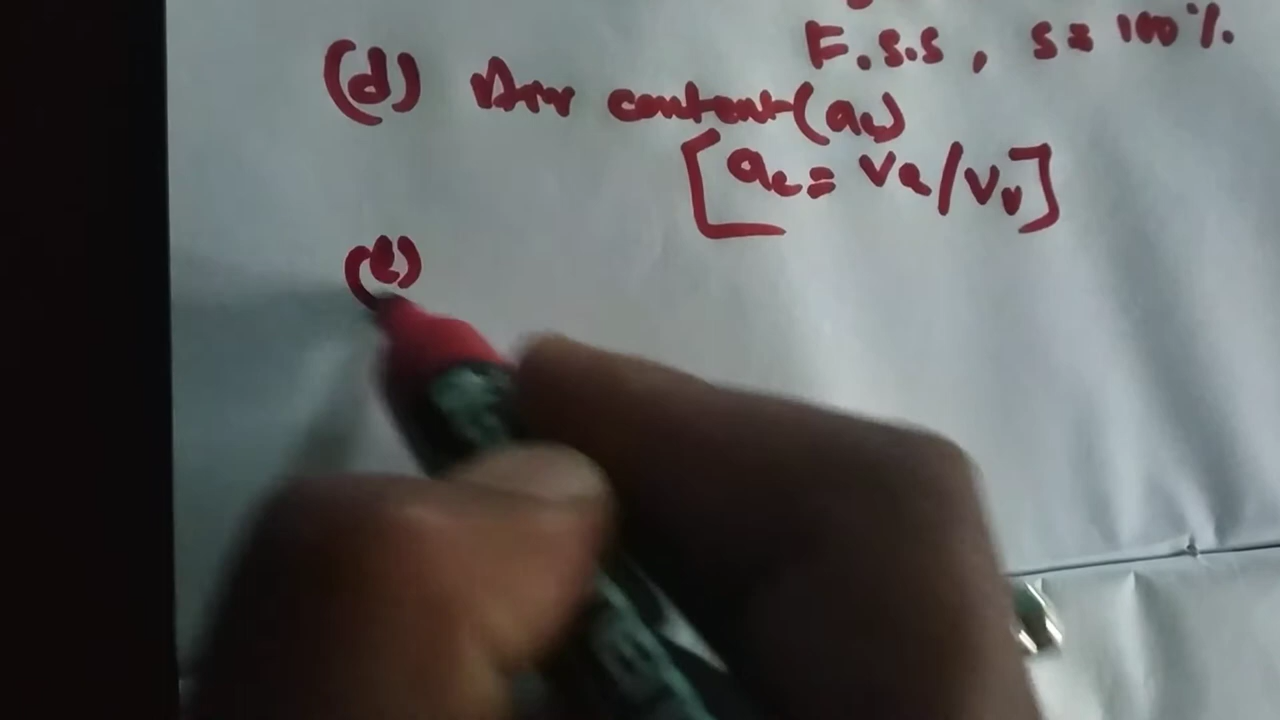 F.S.S, S = 100%.
(d) Air content (ac)
[ac = Va/Vv]
(e)